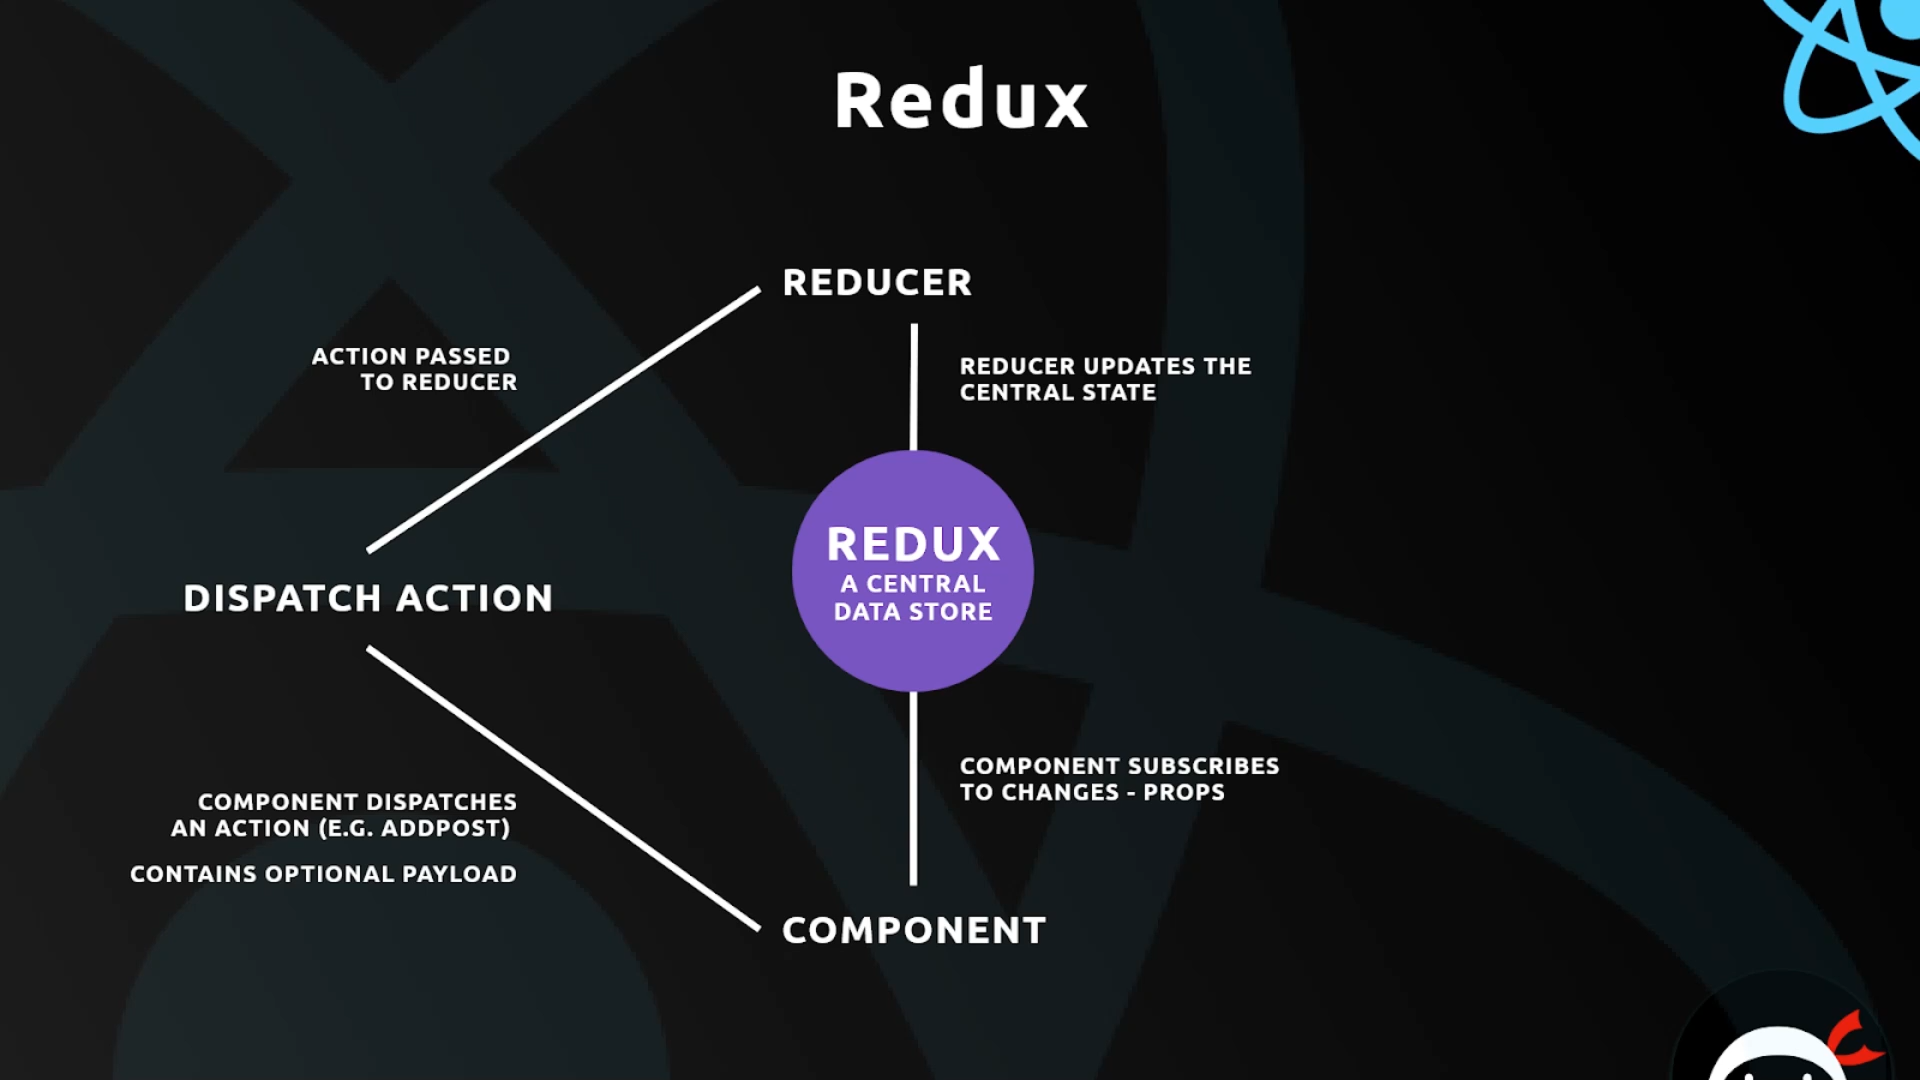 Redux
REDUCER
ACTION PASSED
TO REDUCER
REDUCER UPDATES THE
CENTRAL STATE
REDUX
A CENTRAL
DATA STORE
DISPATCH ACTION
COMPONENT SUBSCRIBES
TO CHANGES - PROPS
COMPONENT DISPATCHES
AN ACTION (E.G. ADDPOST)
CONTAINS OPTIONAL PAYLOAD
COMPONENT